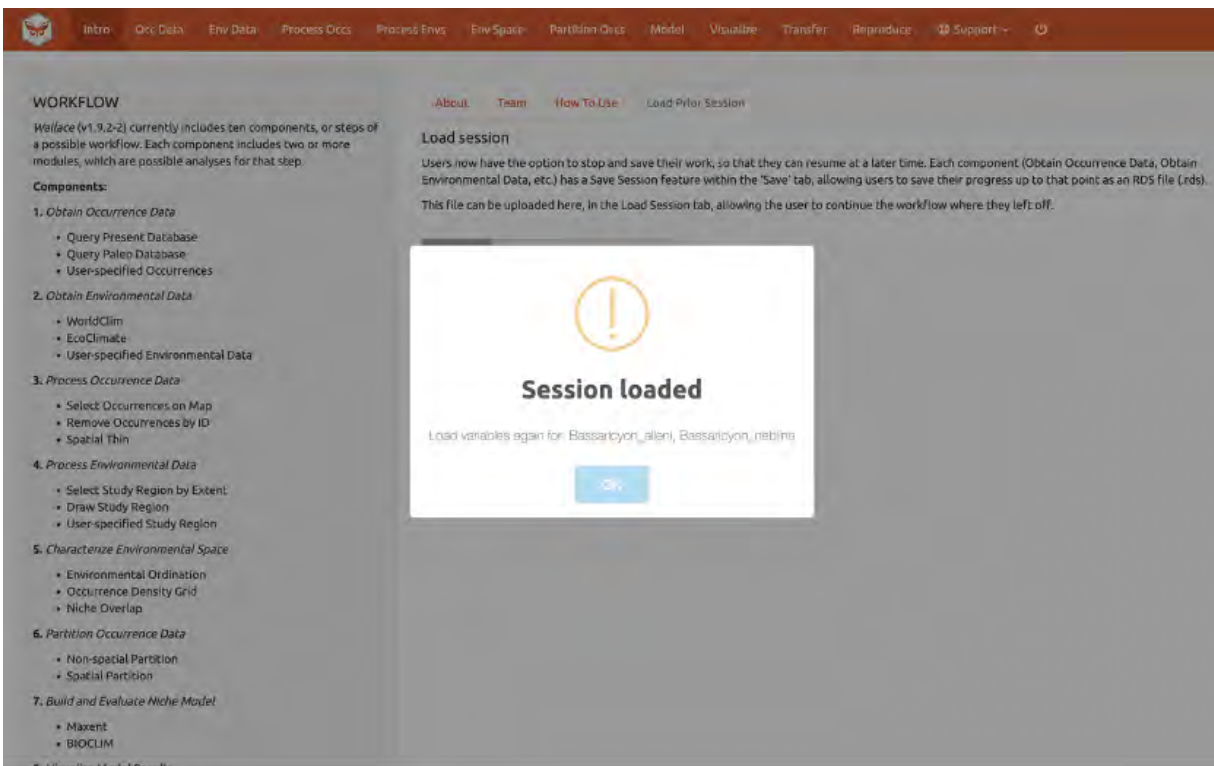 Intro Occ Data Env Data Process Occs Process Envs Env Space Partition Occs Model Visualize Transfer Reproduce Support
WORKFLOW
Wallace (v1.9.2-2) currently includes ten components, or steps of
a possible workflow. Each component includes two or more
modules, which are possible analyses for that step.
Components:
1. Obtain Occurrence Data
• Query Present Database
• Query Paleo Database
• User-specified Occurrences
2. Obtain Environmental Data
• WorldClim
• EcoClimate
• User-specified Environmental Data
3. Process Occurrence Data
• Select Occurrences on Map
• Remove Occurrences by ID
• Spatial Thin
4. Process Environmental Data
• Select Study Region by Extent
• Draw Study Region
• User-specified Study Region
5. Characterize Environmental Space
• Environmental Ordination
• Occurrence Density Grid
• Niche Overlap
6. Partition Occurrence Data
• Non-spatial Partition
• Spatial Partition
7. Build and Evaluate Niche Model
• Maxent
• BIOCLIM
About Team How To Use Load Prior Session
Load session
Users now have the option to stop and save their work, so that they can resume at a later time. Each component (Obtain Occurrence Data, Obtain
Environmental Data, etc.) has a Save Session feature within the 'Save' tab, allowing users to save their progress up to that point as an RDS file (.rds).
This file can be uploaded here, in the Load Session tab, allowing the user to continue the workflow where they left off.
Session loaded
Load variables again for: Bassaricyon_alleni, Bassaricyon_neblina
OK